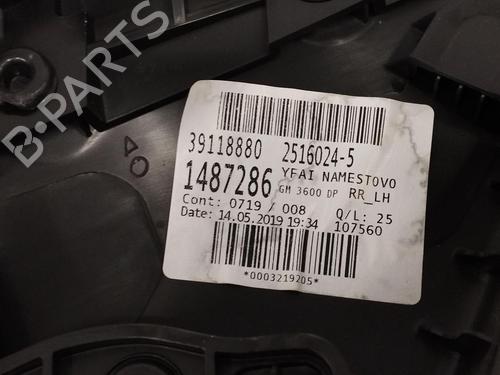 B-PARTS
39118880 2516024-5
1487286 YFAI NAMESTOVO
GM 3600 DP RR_LH
Cont: 0719 / 008 Q/L: 25
Date: 14.05.2019 19:34 107560
*0003219205*